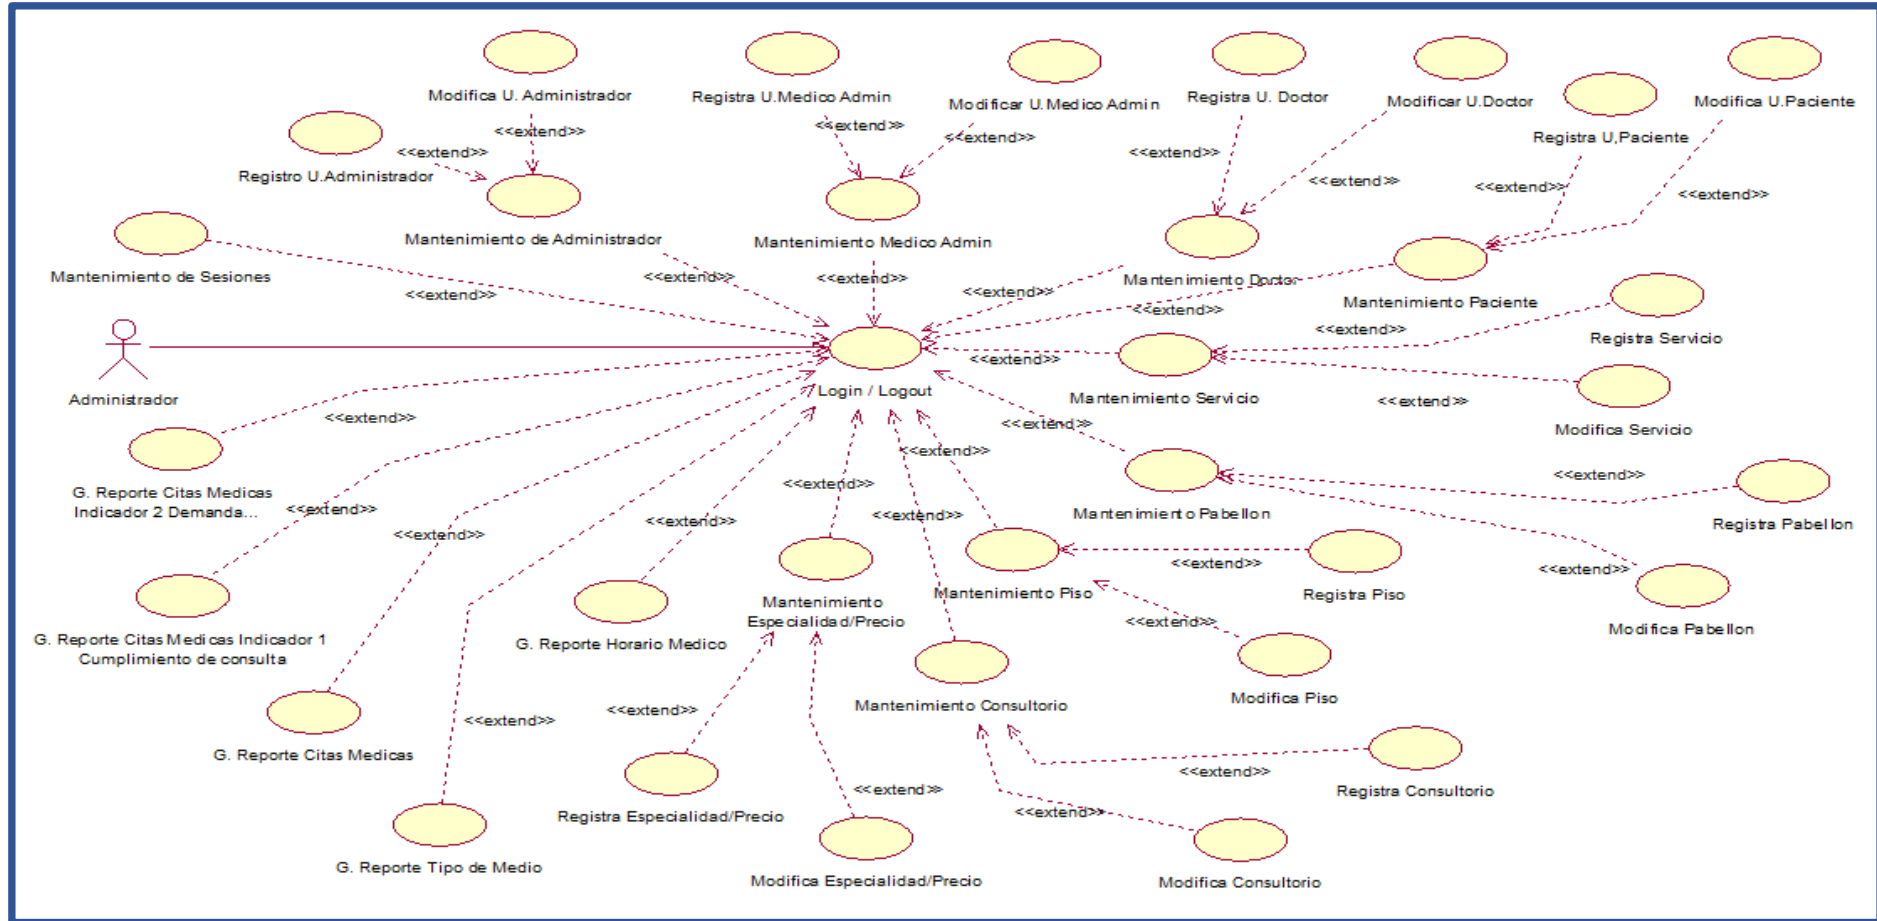 Modifica U. Administrador
Registra U.Medico Admin
Modificar U.Medico Admin
Registra U. Doctor
Modificar U.Doctor
Modifica U.Paciente
Registra U,Paciente
<<extend>>
<<extend>>
<<extend>>
<<extend>>
<<extend>>
Registro U.Administrador
<<extend>>
<<extend>>
<<extend>>
<<extend>>
Mantenimiento de Administrador
Mantenimiento Medico Admin
Mantenimiento de Sesiones
<<extend>>
<<extend>>
Mantenimiento Doctor
Mantenimiento Paciente
<<extend>>
<<extend>>
<<extend>>
<<extend>>
Registra Servicio
<<extend>>
Administrador
Login / Logout
Mantenimiento Servicio
<<extend>>
<<extend>>
<<extend>>
Modifica Servicio
<<extend>>
<<extend>>
<<extend>>
G. Reporte Citas Medicas
Indicador 2 Demanda...
<<extend>>
<<extend>>
<<extend>>
<<extend>>
<<extend>>
Mantenimiento Pabellon
Registra Pabellon
<<extend>>
<<extend>>
Mantenimiento
Especialidad/Precio
Mantenimiento Piso
Registra Piso
<<extend>>
Modifica Pabellon
G. Reporte Citas Medicas Indicador 1
Cumplimiento de consulta
G. Reporte Horario Medico
Modifica Piso
Mantenimiento Consultorio
<<extend>>
<<extend>>
G. Reporte Citas Medicas
<<extend>>
Registra Consultorio
<<extend>>
<<extend>>
Registra Especialidad/Precio
G. Reporte Tipo de Medio
Modifica Especialidad/Precio
Modifica Consultorio